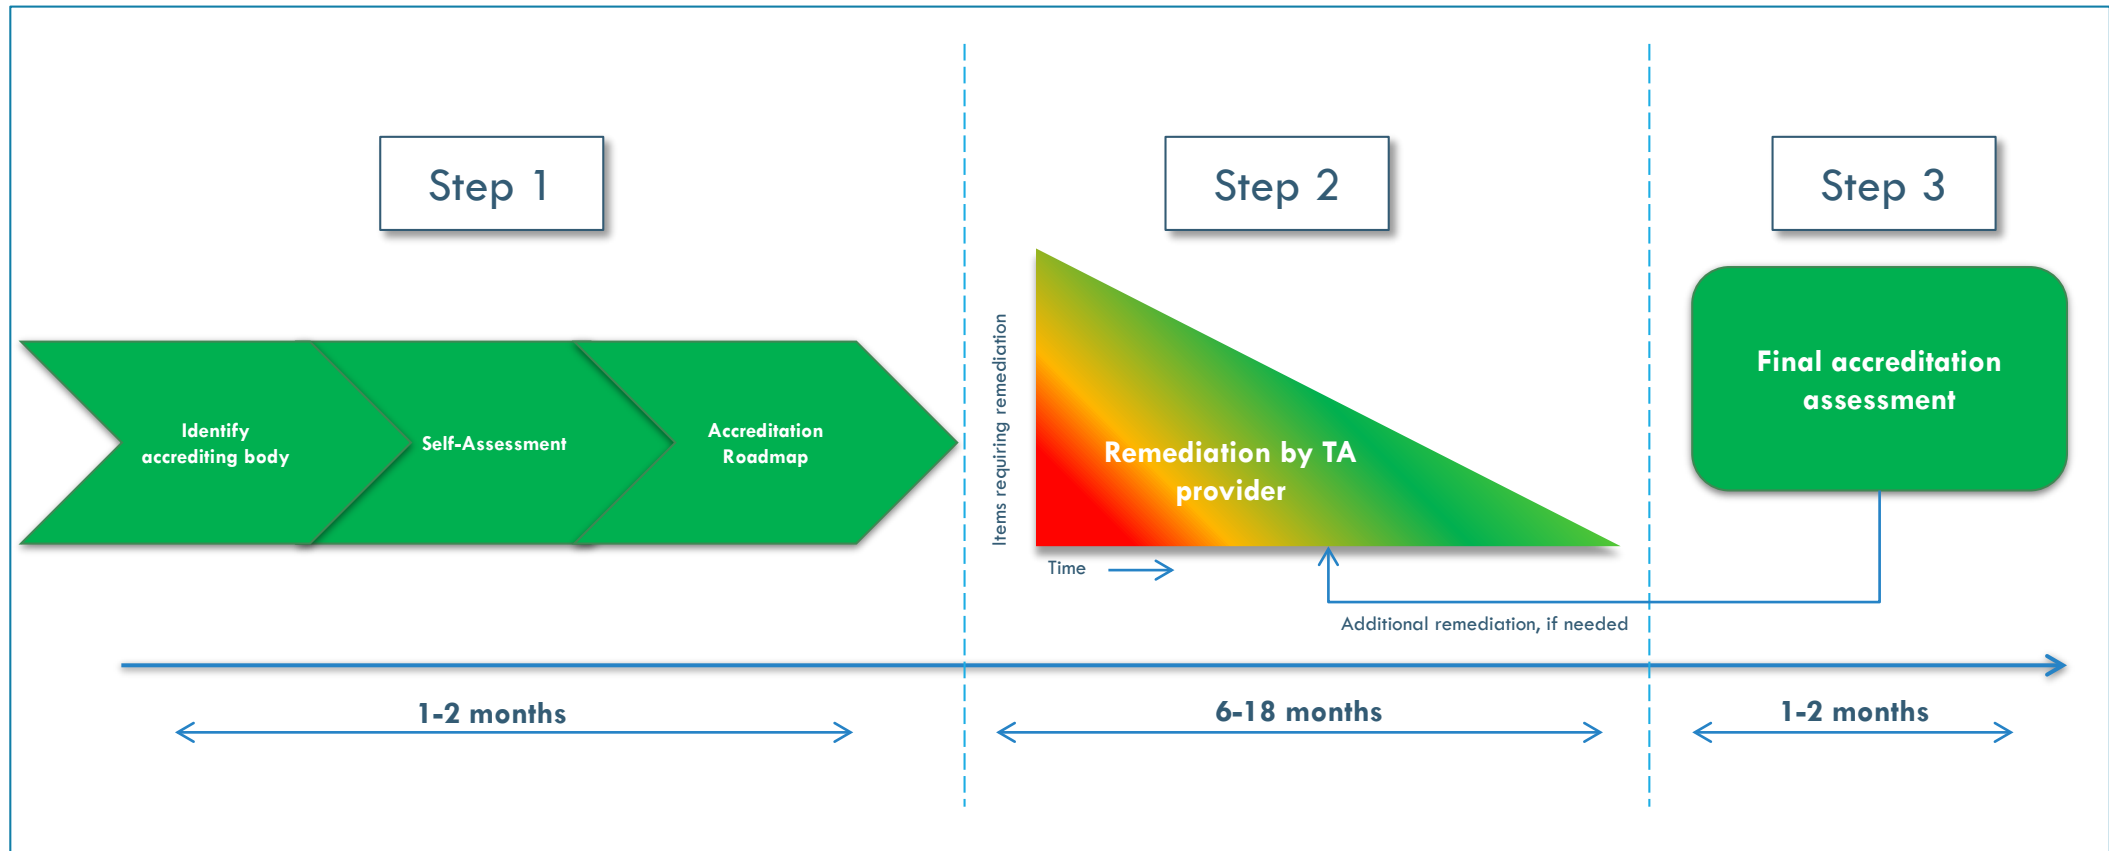 Step 1
Identify
accrediting body
Self-Assessment
Accreditation
Roadmap
1-2 months
Step 2
Items requiring remediation
Remediation by TA
provider
Time
Additional remediation, if needed
6-18 months
Step 3
Final accreditation
assessment
1-2 months